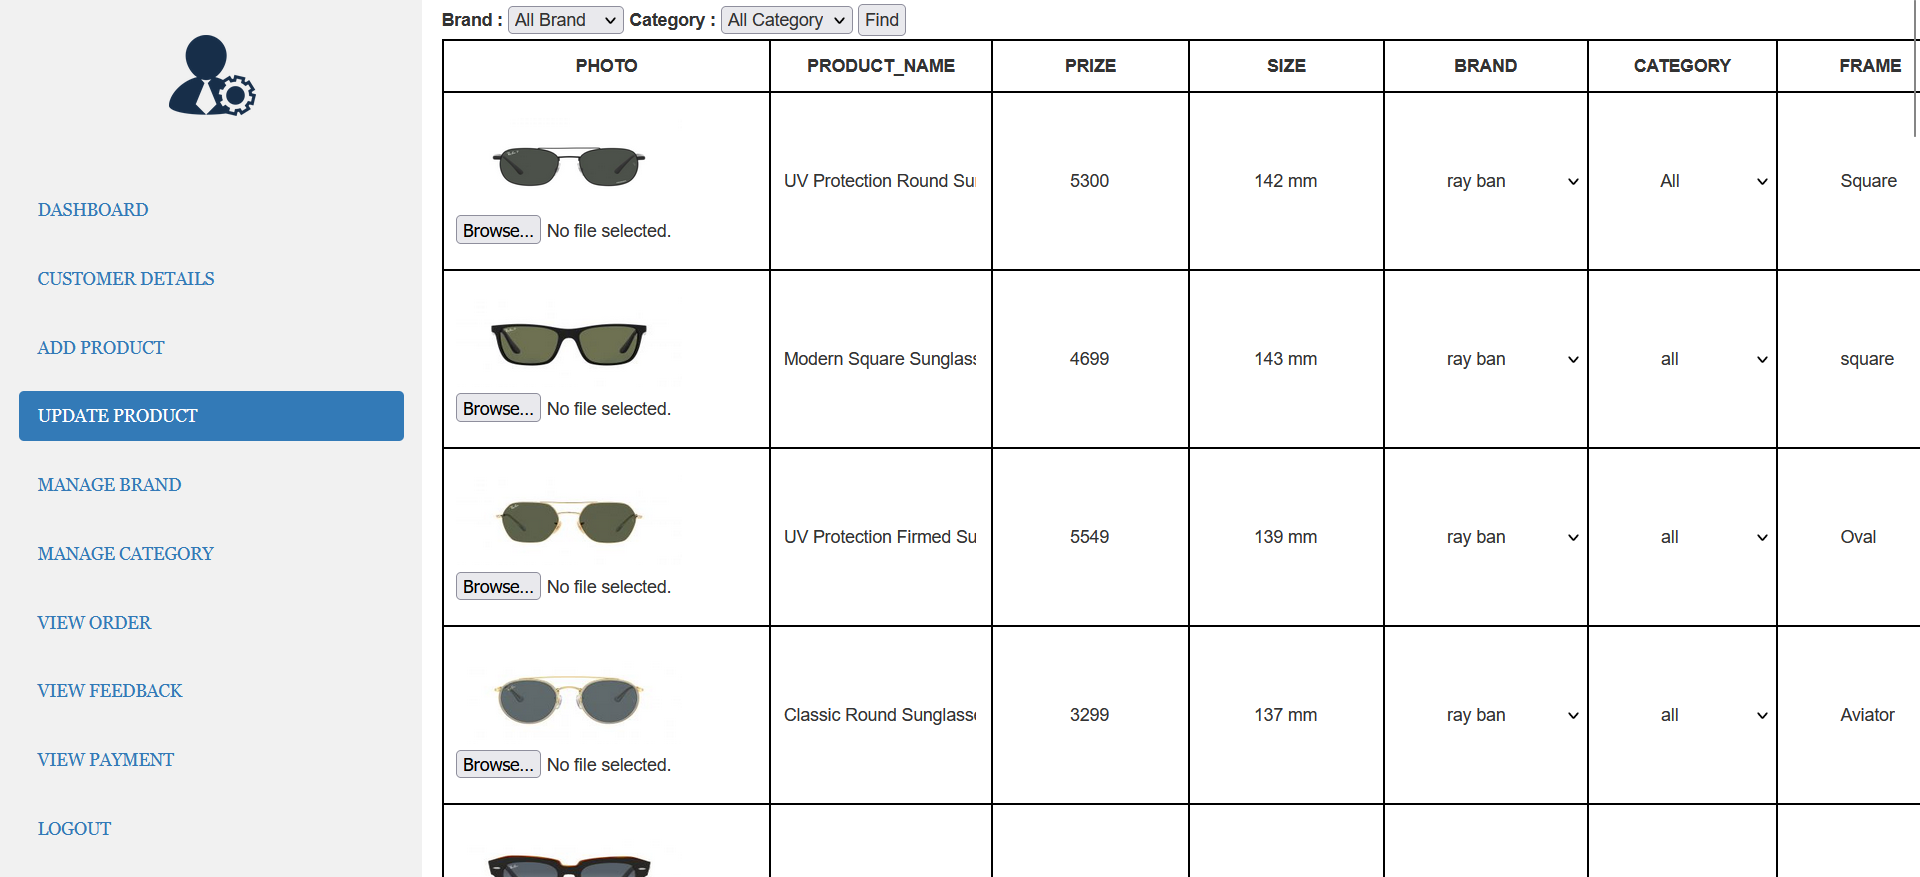 Brand : All Brand Category : All Category Find
PHOTO PRODUCT_NAME PRIZE SIZE BRAND CATEGORY FRAME
UV Protection Round Su 5300 142 mm ray ban All Square
Browse... No file selected.
Modern Square Sunglass 4699 143 mm ray ban all square
Browse... No file selected.
UV Protection Firmed Su 5549 139 mm ray ban all Oval
Browse... No file selected.
Classic Round Sunglass 3299 137 mm ray ban all Aviator
Browse... No file selected.
DASHBOARD
CUSTOMER DETAILS
ADD PRODUCT
UPDATE PRODUCT
MANAGE BRAND
MANAGE CATEGORY
VIEW ORDER
VIEW FEEDBACK
VIEW PAYMENT
LOGOUT